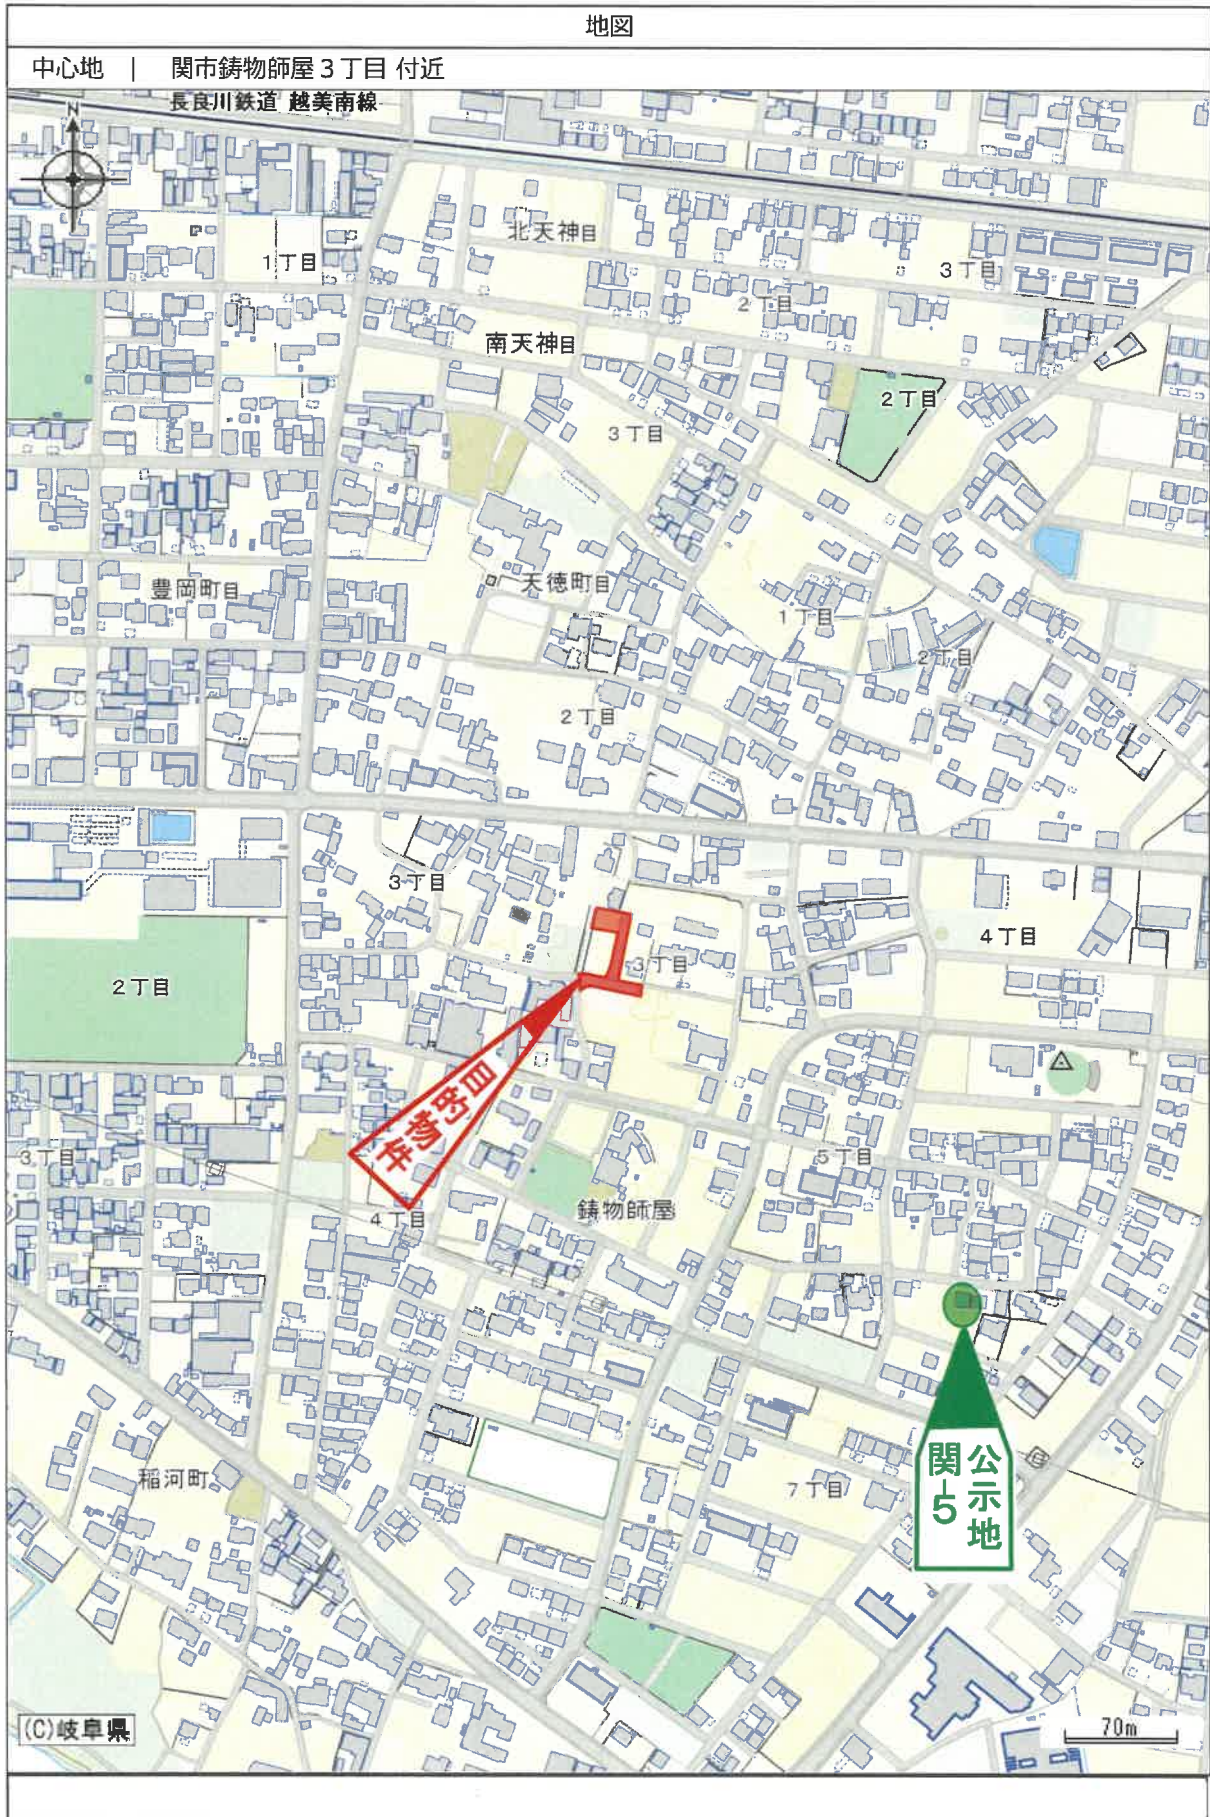 地図
中心地 | 関市鋳物師屋3丁目 付近
長良川鉄道 越美南線
N
北天神目
1丁目
3丁目
2丁目
南天神目
2丁目
3丁目
豊岡町目
天徳町目
1丁目
2丁目
2丁目
3丁目
4丁目
3丁目
2丁目
目的物件
3丁目
5丁目
4丁目
鋳物師屋
公示地
関-5
稲河町
7丁目
(C)岐阜県
70m